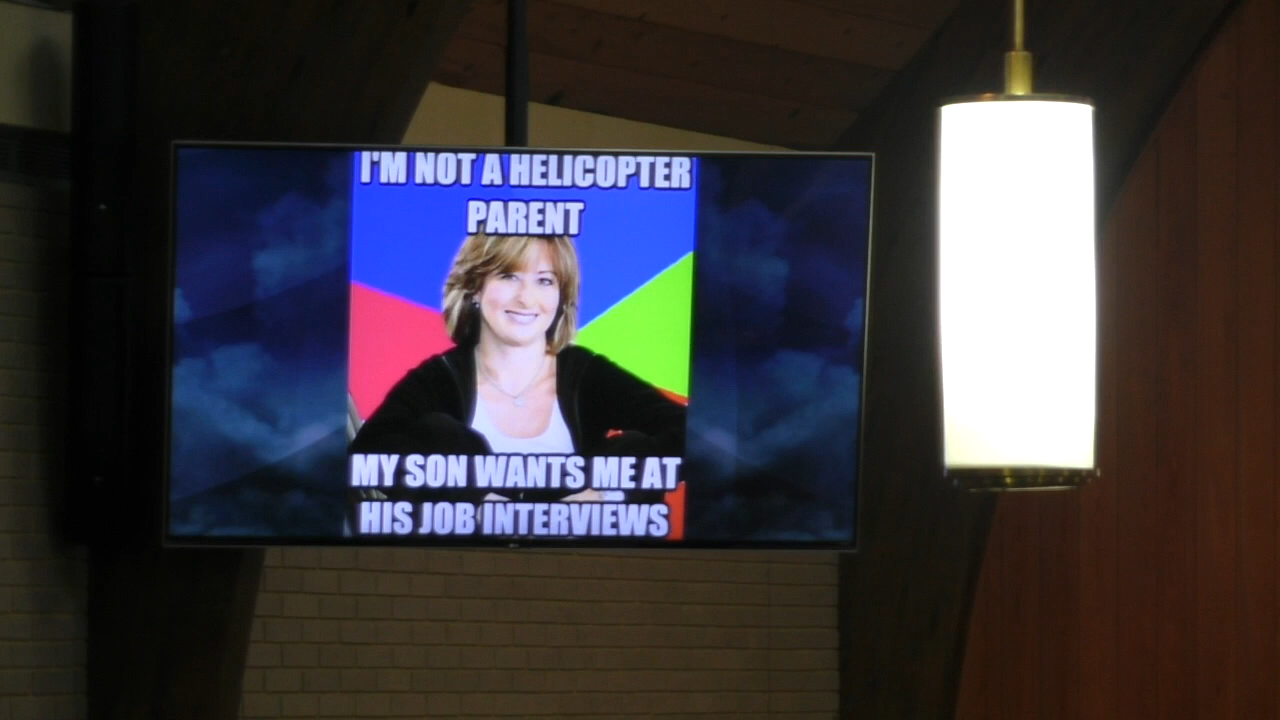 I'M NOT A HELICOPTER
PARENT
MY SON WANTS ME AT
HIS JOB INTERVIEWS